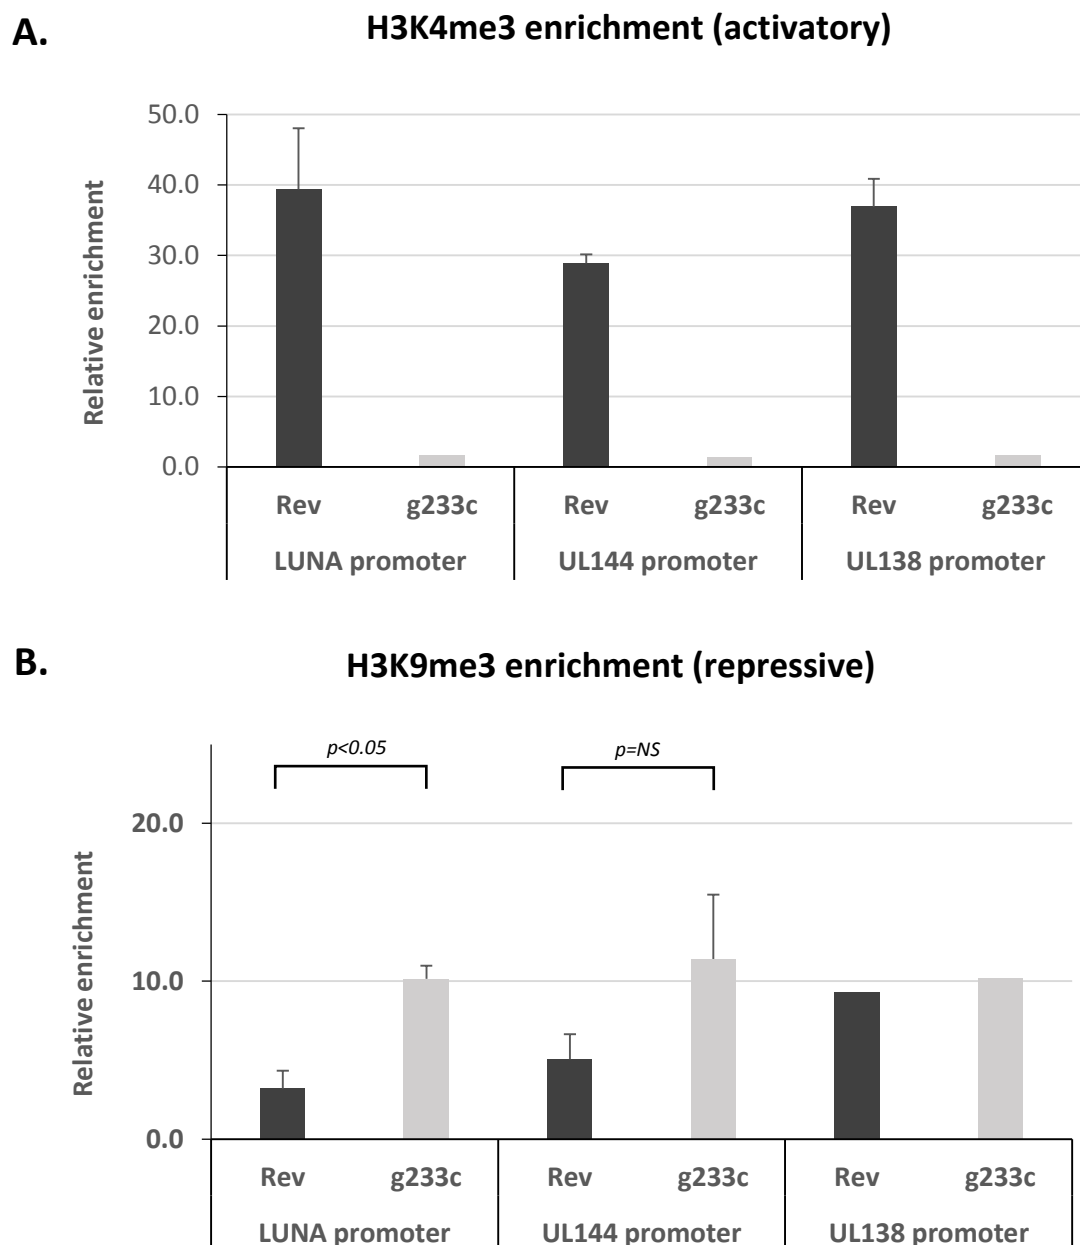 A.
H3K4me3 enrichment (activatory)
50.0
40.0
30.0
20.0
10.0
0.0
Relative enrichment
Rev g233c Rev g233c Rev g233c
LUNA promoter UL144 promoter UL138 promoter
B.
H3K9me3 enrichment (repressive)
p<0.05 p=NS
20.0
10.0
0.0
Relative enrichment
Rev g233c Rev g233c Rev g233c
LUNA promoter UL144 promoter UL138 promoter